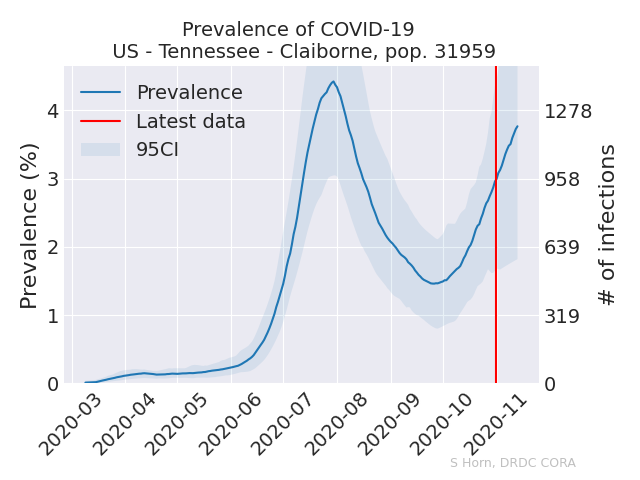 Prevalence of COVID-19
US - Tennessee - Claiborne, pop. 31959
Prevalence
Latest data
95CI
Prevalence (%)
4
3
2
1
0
1278
958
639
319
0
# of infections
2020-03
2020-04
2020-05
2020-06
2020-07
2020-08
2020-09
2020-10
2020-11
S Horn, DRDC CORA